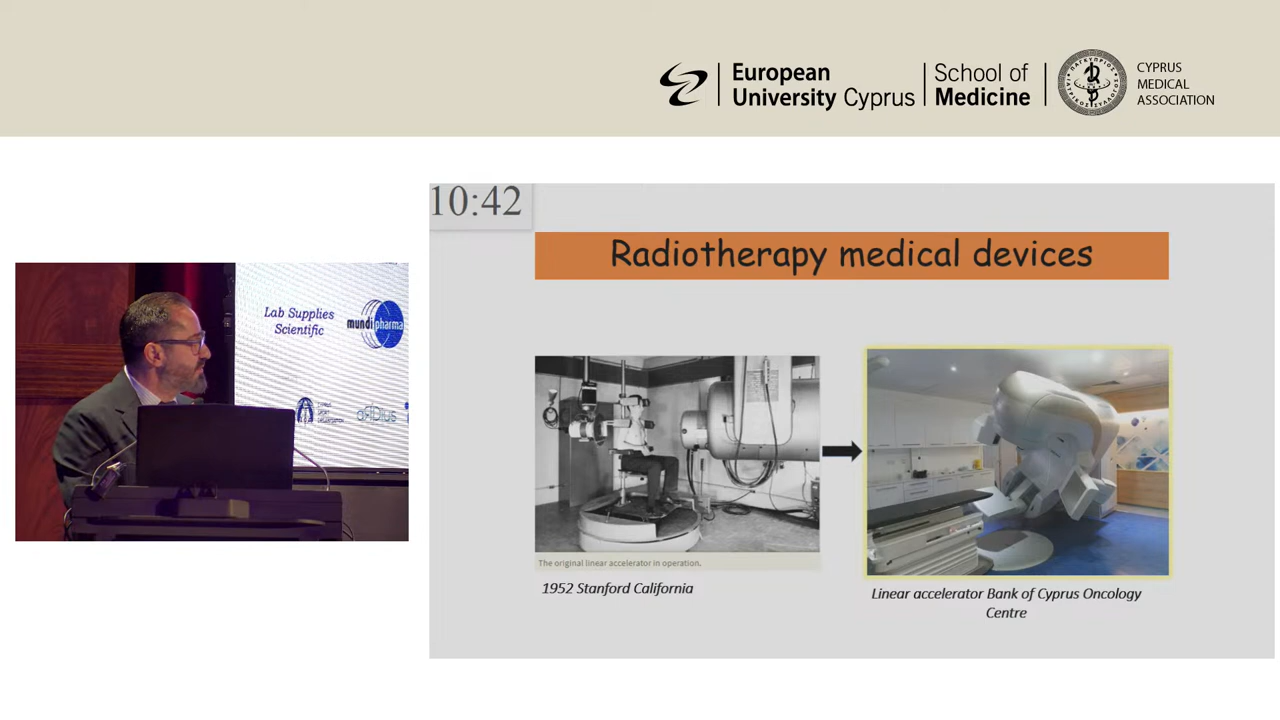 European
University Cyprus
School of
Medicine
CYPRUS
MEDICAL
ASSOCIATION
10:42
Radiotherapy medical devices
Lab Supplies
Scientific
mundipharma
The original linear accelerator in operation.
1952 Stanford California
Linear accelerator Bank of Cyprus Oncology
Centre